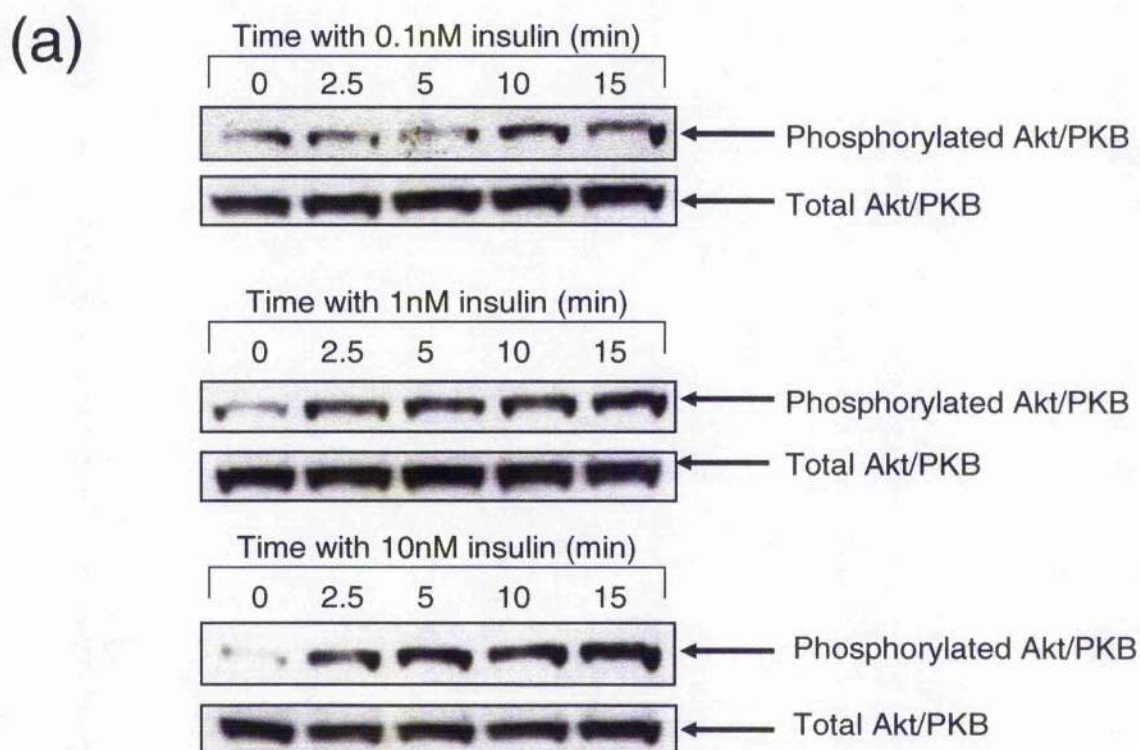 (a)
Time with 0.1nM insulin (min)
0 2.5 5 10 15
Phosphorylated Akt/PKB
Total Akt/PKB
Time with 1nM insulin (min)
0 2.5 5 10 15
Phosphorylated Akt/PKB
Total Akt/PKB
Time with 10nM insulin (min)
0 2.5 5 10 15
Phosphorylated Akt/PKB
Total Akt/PKB